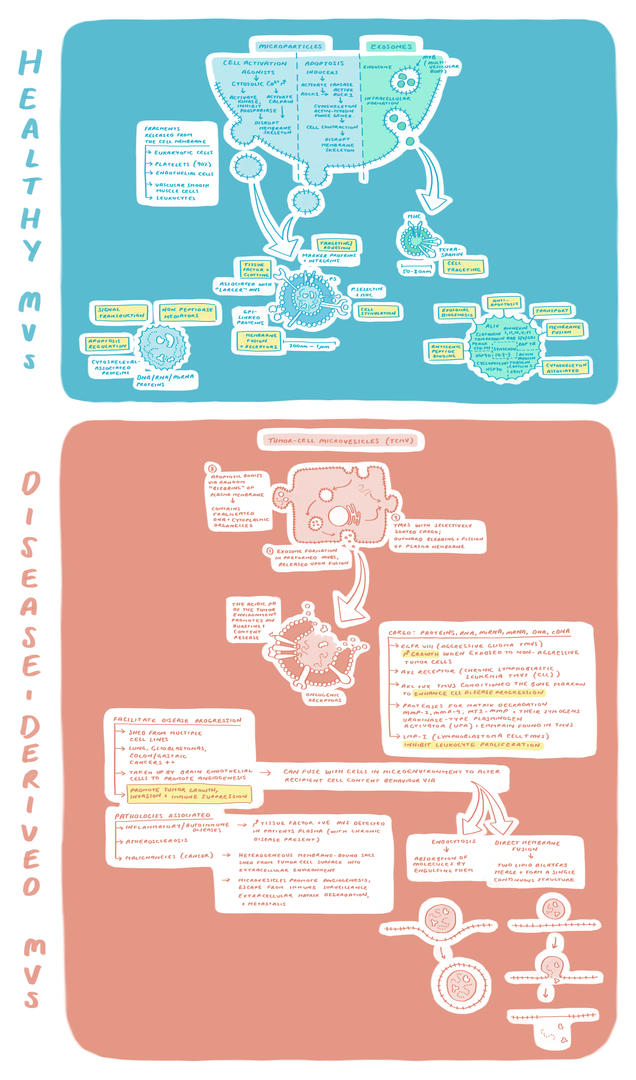 HEALTHY MVs
MICROPARTICLES
EXOSOMES
CELL ACTIVATION
AGONISTS
CYTOSOLIC Ca²⁺ ↗
ACTIVATE KINASE, INHIBIT PHOSPHATASE
ACTIVATE CALPAIN
DISRUPT MEMBRANE SKELETON
APOPTOSIS
INDUCERS
ACTIVATE CASPASE
ROCK I → ACTIVE ROCK I
CELL CONTRACTION
DISRUPT MEMBRANE SKELETON
ENDOSOME
MVB (MULTI-VESICULAR BODY)
INTRACELLULAR FORMATION
FRAGMENTS
RELEASED FROM
THE CELL MEMBRANE
EUKARYOTIC CELLS
PLATELETS (90%)
ENDOTHELIAL CELLS
VASCULAR SMOOTH
MUSCLE CELLS
LEUKOCYTES
MHC
TETRA-
SPANIN
50-80nm
CELL
TARGETING
TARGETING/
ADHESION
MARKER PROTEINS
+ INTEGRINS
TISSUE
FACTOR +
CLOTTING
ASSOCIATED WITH
"LARGER" MVS
PS
P.SELECTIN
+ MHC
CELL
STIMULATION
GPI-
LINKED
PROTEINS
MEMBRANE
FUSION
+ RECEPTORS
200nm - 1μm
SIGNAL
TRANSDUCTION
NON PEPTIDASE
MEDIATORS
APOPTOSIS
REGULATION
CYTOSKELETAL-
ASSOCIATED
PROTEINS
DNA/RNA/mRNA
PROTEINS
EXOSOMAL
BIOGENESIS
ANTI-
APOPTOSIS
TRANSPORT
MEMBRANE
FUSION
ANTIGENIC
PEPTIDE
BINDING
CYTOSKELETON
ASSOCIATED
ALIX
DISEASE-DERIVED MVs
TUMOR-CELL MICROVESICLES (TCMV)
③
APOPTOTIC BODIES
VIA RANDOM
"BLEBBING" OF
PLASMA MEMBRANE
↓
CONTAINS
FRAGMENTED
DNA + CYTOPLASMIC
ORGANELLES
① EXOSOME FORMATION
IN PREFORMED MVBS,
RELEASED UPON FUSION
②
TMVS WITH SELECTIVELY
SORTED CARGO;
OUTWARD BLEBBING + FISSION
OF PLASMA MEMBRANE
THE ACIDIC PH
OF THE TUMOR
ENVIRONMENT
PROMOTES MV
BURSTING +
CONTENT
RELEASE
ONCOGENIC
RECEPTORS
CARGO: PROTEINS, RNA, miRNA, mRNA, DNA, cDNA
EGFR VIII (AGGRESSIVE GLIOMA TMVS)
↗ GROWTH WHEN EXPOSED TO NON-AGGRESSIVE
TUMOR CELLS
AXL RECEPTOR (CHRONIC LYMPHOBLASTIC
LEUKEMIA TMVS (CLL))
AXL +VE TMVS CONDITIONED THE BONE MARROW
TO ENHANCE CLL DISEASE PROGRESSION
PROTEASES FOR MATRIX DEGRADATION
MMP-2, MMP-9, MT1-MMP + THEIR ZYMOGENS
UROKINASE-TYPE PLASMINOGEN
ACTIVATOR (UPA) + EMMPRIN FOUND IN TMVS
LMP-1 (LYMPHOBLASTOMA CELL TMVS)
INHIBIT LEUKOCYTE PROLIFERATION
FACILITATE DISEASE PROGRESSION
SHED FROM MULTIPLE
CELL LINES
LUNG, GLIOBLASTOMAS,
COLON/GASTRIC
CANCERS ++
TAKEN UP BY BRAIN ENDOTHELIAL
CELLS TO PROMOTE ANGIOGENESIS
→ CAN FUSE WITH CELLS IN MICROENVIRONMENT TO ALTER
RECIPIENT CELL CONTENT BEHAVIOUR VIA
PROMOTE TUMOR GROWTH,
INVASION + IMMUNE SUPPRESSION
PATHOLOGIES ASSOCIATED
INFLAMMATORY/AUTOIMMUNE
DISEASES
→ ↗ TISSUE FACTOR +VE MVS DETECTED
IN PATIENTS PLASMA (WITH CHRONIC
DISEASE PRESENT)
ATHEROSCLEROSIS
MALIGNANCIES (CANCER)
→ HETEROGENEOUS MEMBRANE-BOUND SACS
SHED FROM TUMOR CELL SURFACE INTO
EXTRACELLULAR ENVIRONMENT
→ MICROVESICLES PROMOTE ANGIOGENESIS,
ESCAPE FROM IMMUNE SURVEILLANCE
EXTRACELLULAR MATRIX DEGRADATION,
+ METASTASIS
ENDOCYTOSIS
↓
ABSORPTION OF
MOLECULES BY
ENGULFING THEM
DIRECT MEMBRANE
FUSION
↓
TWO LIPID BILAYERS
MERGE + FORM A SINGLE
CONTINUOUS STRUCTURE